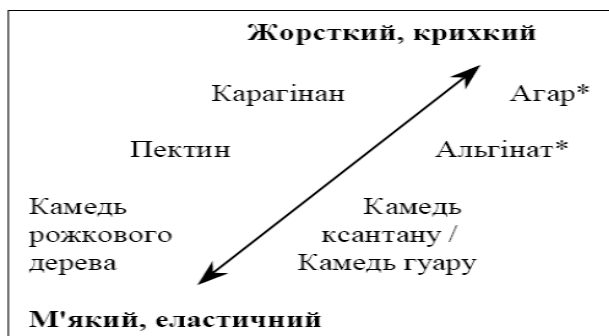 Жорсткий, крихкий
Карагінан Агар*
Пектин Альгінат*
Камедь
рожкового
дерева
Камедь
ксантану /
Камедь гуару
М'який, еластичний